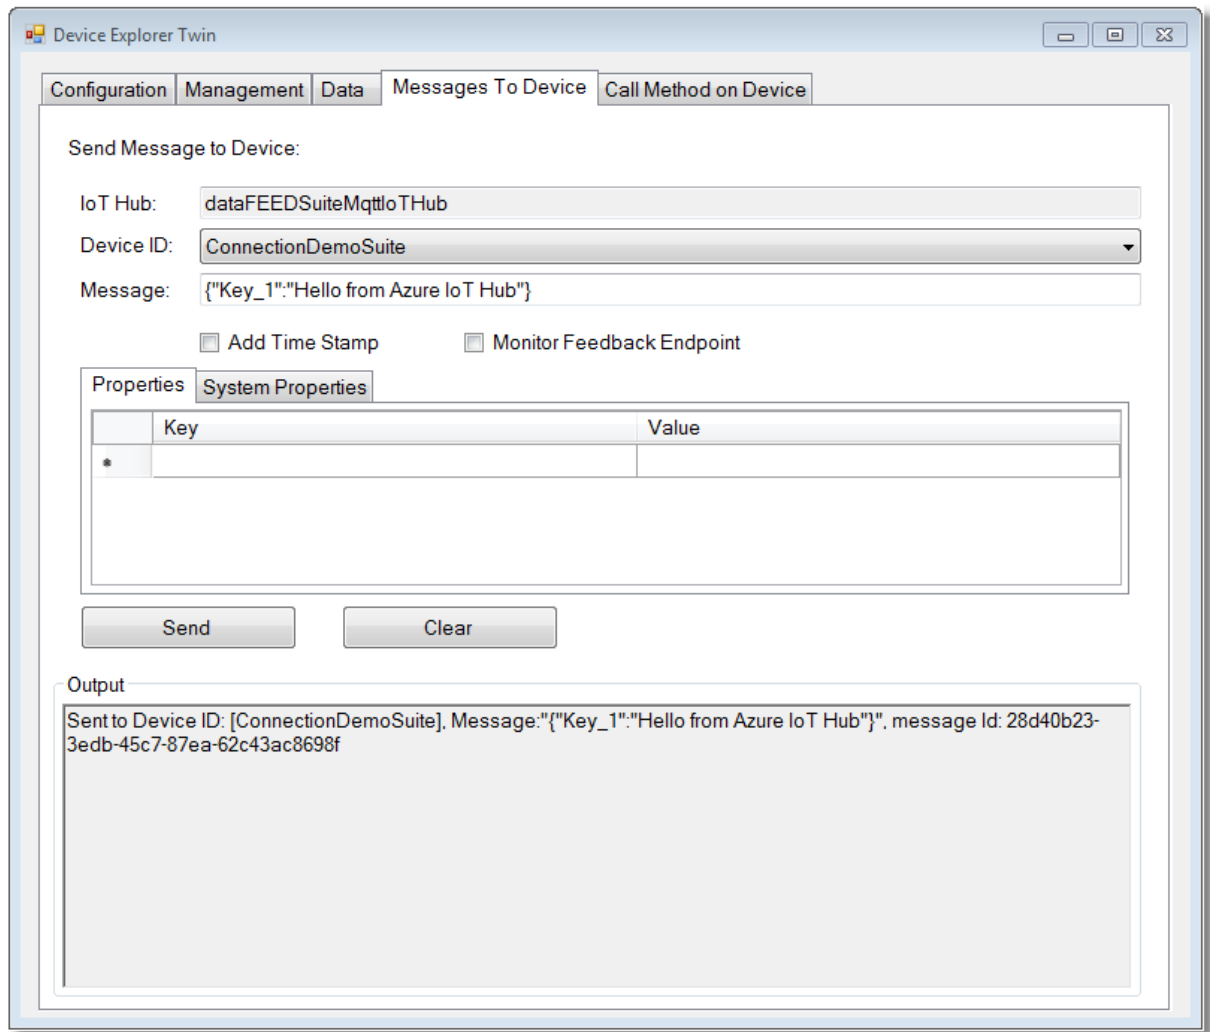 Device Explorer Twin
Configuration Management Data Messages To Device Call Method on Device
Send Message to Device:
IoT Hub: dataFEEDSuiteMqttIoTHub
Device ID: ConnectionDemoSuite
Message: {"Key_1":"Hello from Azure IoT Hub"}
Add Time Stamp Monitor Feedback Endpoint
Properties System Properties
Key Value
*
Send Clear
Output
Sent to Device ID: [ConnectionDemoSuite], Message:"{"Key_1":"Hello from Azure IoT Hub"}", message Id: 28d40b23-
3edb-45c7-87ea-62c43ac8698f